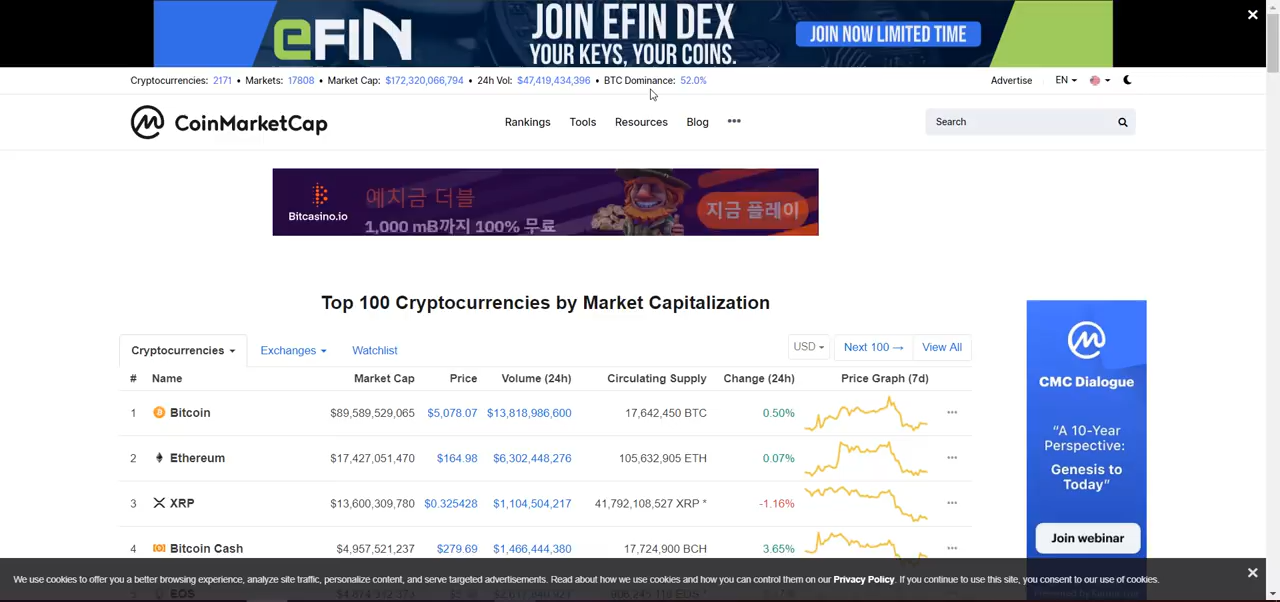 eFIN
JOIN EFIN DEX
YOUR KEYS, YOUR COINS.
JOIN NOW LIMITED TIME
Cryptocurrencies: 2171 • Markets: 17808 • Market Cap: $172,320,066,794 • 24h Vol: $47,419,434,396 • BTC Dominance: 52.0%
Advertise EN
CoinMarketCap
Rankings Tools Resources Blog •••
Search
Bitcasino.io
예치금 더블
1,000 mB까지 100% 무료
지금 플레이
Top 100 Cryptocurrencies by Market Capitalization
Cryptocurrencies Exchanges Watchlist
USD Next 100 → View All
# Name Market Cap Price Volume (24h) Circulating Supply Change (24h) Price Graph (7d)
1 Bitcoin $89,589,529,065 $5,078.07 $13,818,986,600 17,642,450 BTC 0.50%
2 Ethereum $17,427,051,470 $164.98 $6,302,448,276 105,632,905 ETH 0.07%
3 XRP $13,600,309,780 $0.325428 $1,104,504,217 41,792,108,527 XRP * -1.16%
4 Bitcoin Cash $4,957,521,237 $279.69 $1,466,444,380 17,724,900 BCH 3.65%
5 EOS
CMC Dialogue
“A 10-Year
Perspective:
Genesis to
Today”
Join webinar
We use cookies to offer you a better browsing experience, analyze site traffic, personalize content, and serve targeted advertisements. Read about how we use cookies and how you can control them on our Privacy Policy. If you continue to use this site, you consent to our use of cookies.